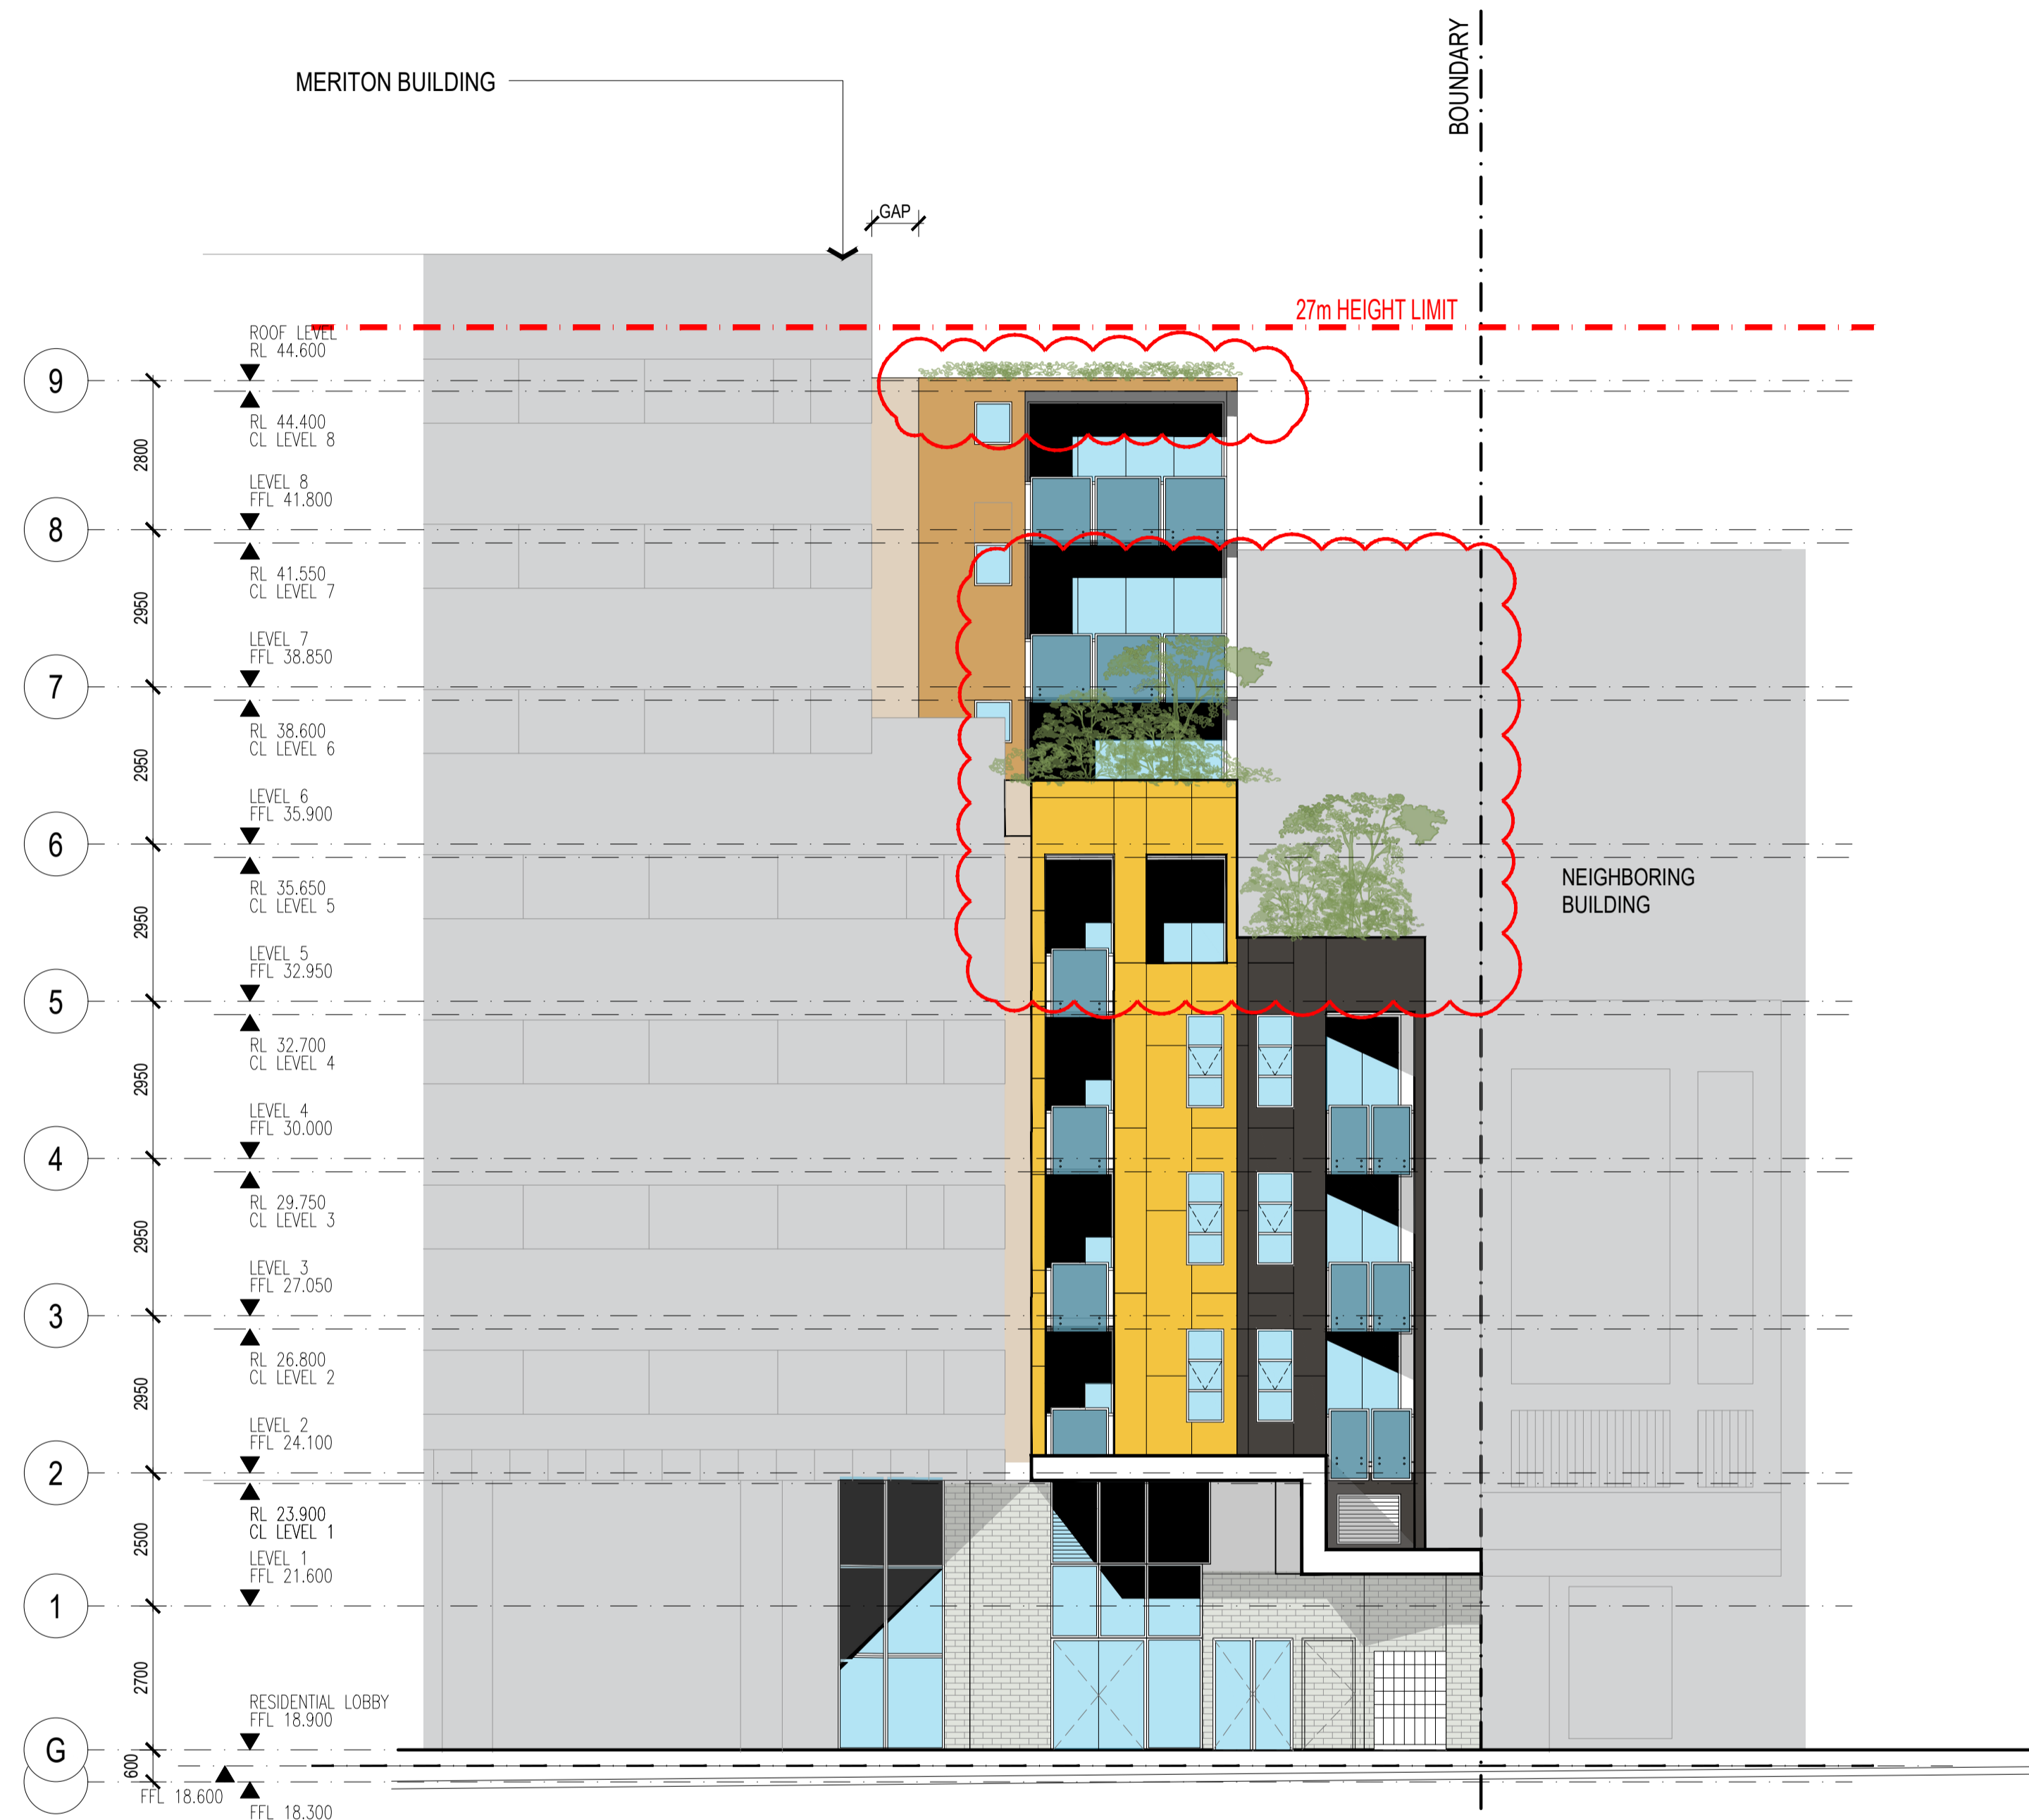 BOUNDARY
MERITON BUILDING
GAP
27m HEIGHT LIMIT
ROOF LEVEL
RL 44.600
9
RL 44.400
CL LEVEL 8
2800
LEVEL 8
FFL 41.800
8
RL 41.550
CL LEVEL 7
2950
LEVEL 7
FFL 38.850
7
RL 38.600
CL LEVEL 6
2950
LEVEL 6
FFL 35.900
6
RL 35.650
CL LEVEL 5
NEIGHBORING
BUILDING
2950
LEVEL 5
FFL 32.950
5
RL 32.700
CL LEVEL 4
2950
LEVEL 4
FFL 30.000
4
RL 29.750
CL LEVEL 3
2950
LEVEL 3
FFL 27.050
3
RL 26.800
CL LEVEL 2
2950
LEVEL 2
FFL 24.100
2
RL 23.900
CL LEVEL 1
2500
LEVEL 1
FFL 21.600
1
2700
RESIDENTIAL LOBBY
FFL 18.900
G
600
FFL 18.600
FFL 18.300